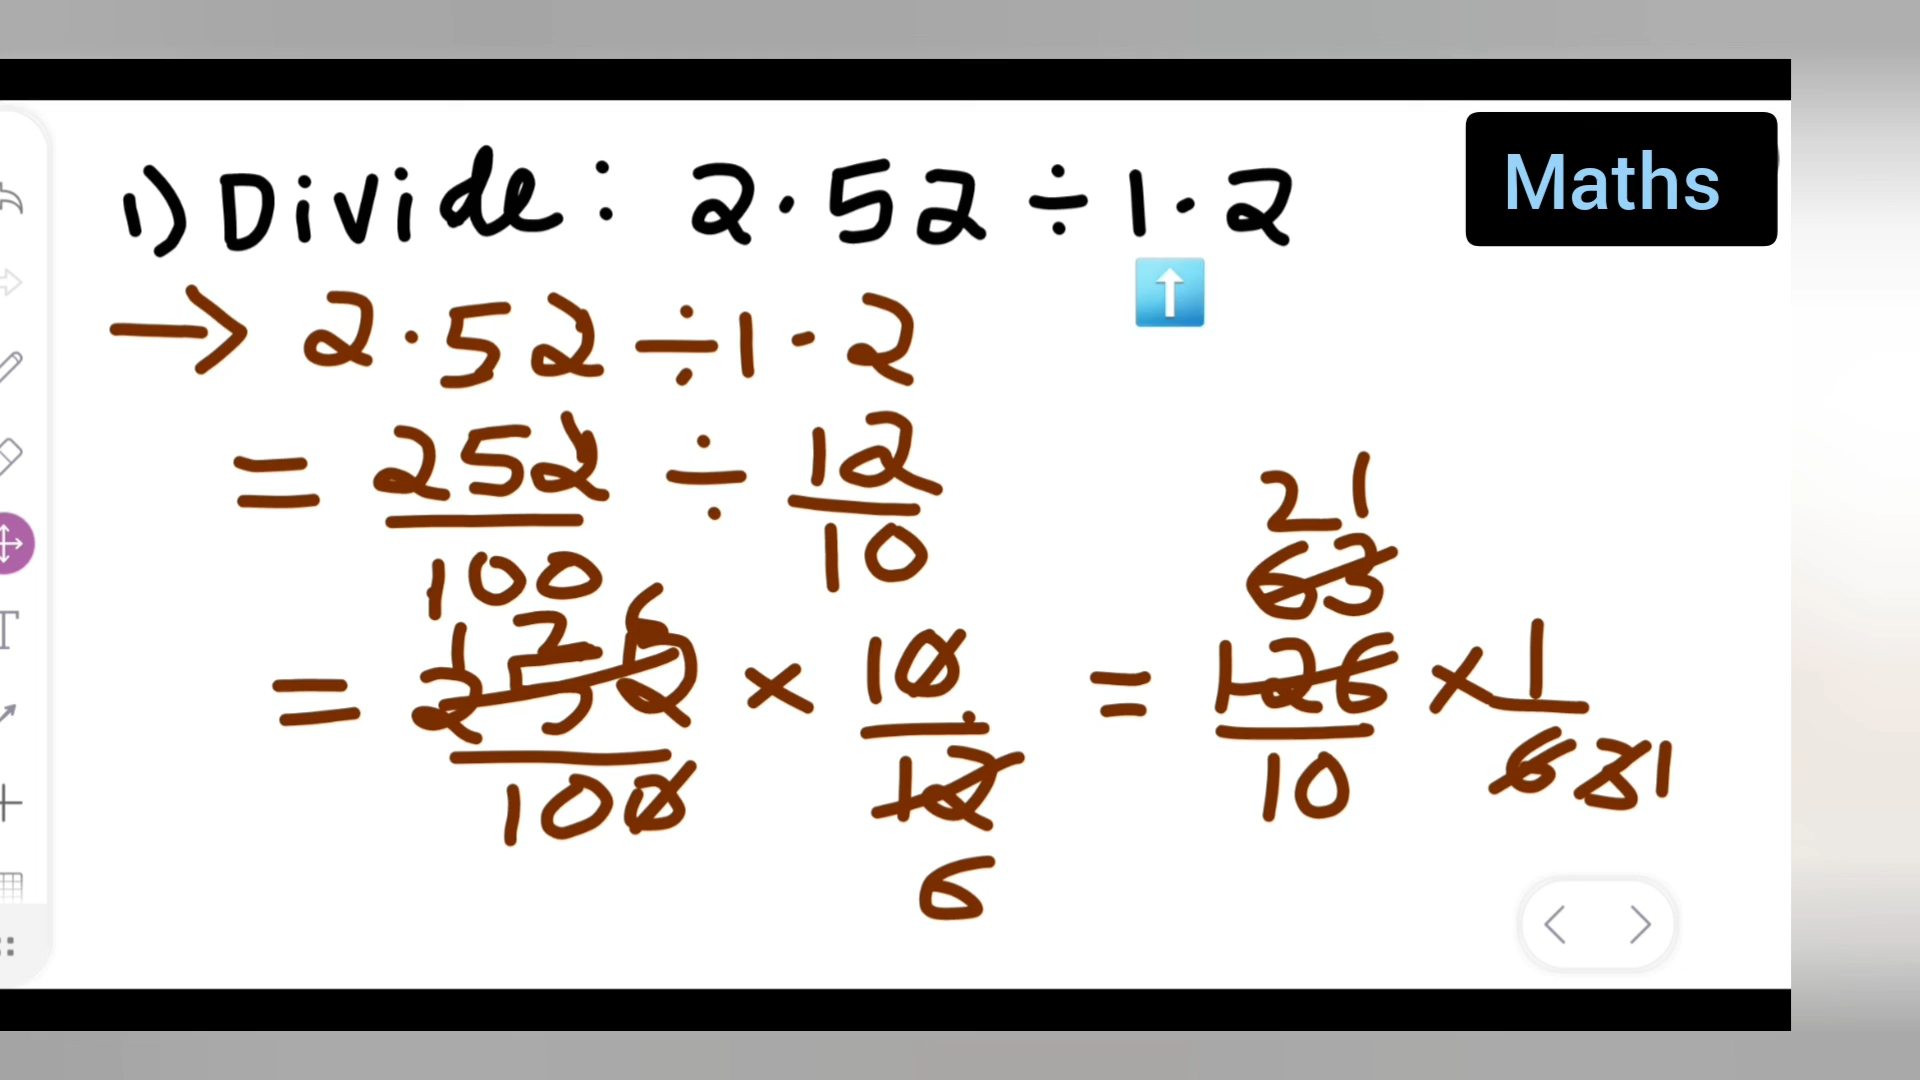 Maths
1) Divide: 2.52 ÷ 1.2
→ 2.52 ÷ 1.2
= 252/100 ÷ 12/10
= 252/100 × 10/12 = 126/10 × 1/6
126
6
63
21
3 1
T